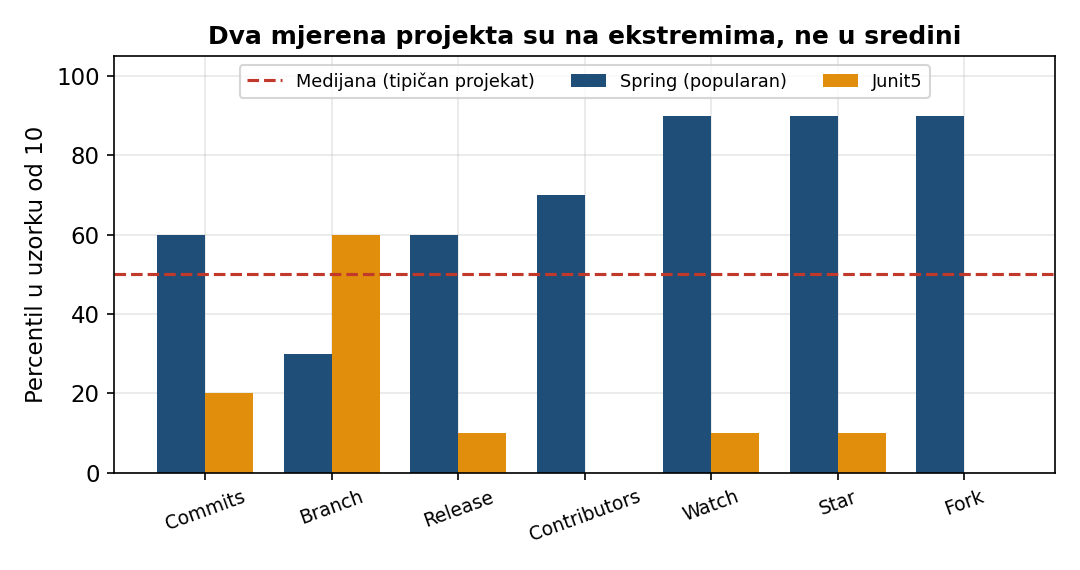 Dva mjerena projekta su na ekstremima, ne u sredini
Medijana (tipičan projekat)
Spring (popularan)
Junit5
Percentil u uzorku od 10
100
80
60
40
20
0
Commits
Branch
Release
Contributors
Watch
Star
Fork